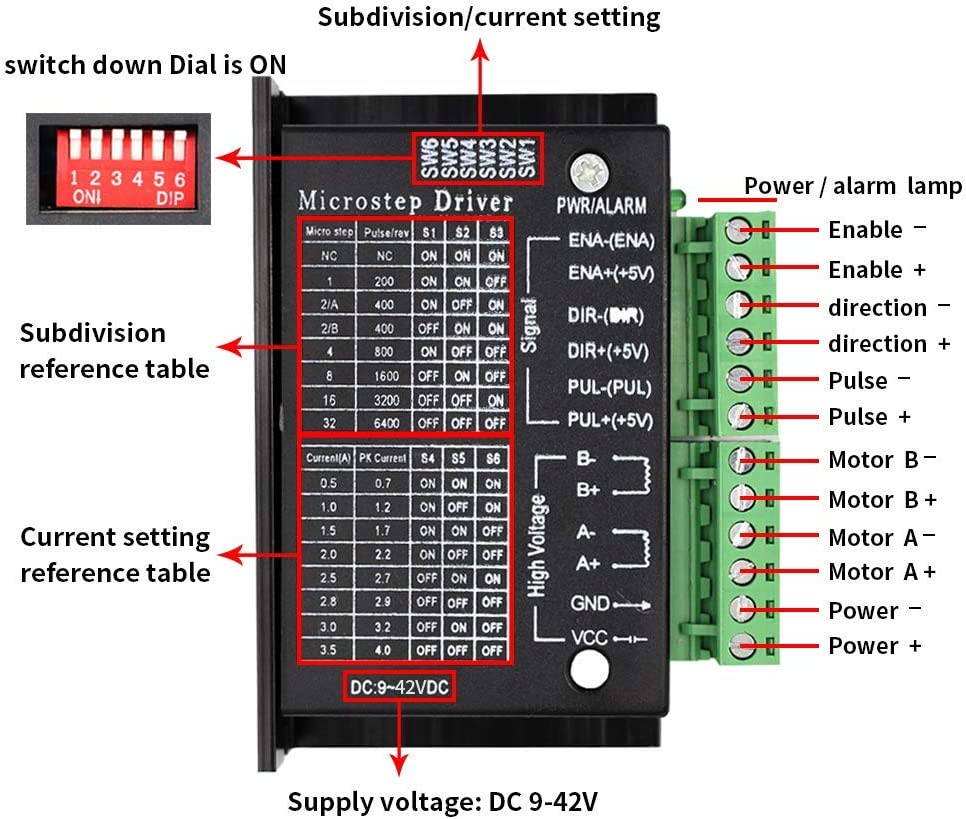 Subdivision/current setting
switch down Dial is ON
1 2 3 4 5 6
ON↓ DIP
SW6
SW5
SW4
SW3
SW2
SW1
Microstep Driver
PWR/ALARM
Power / alarm lamp
Micro step Pulse/rev S1 S2 S3
NC NC ON ON ON
1 200 ON ON OFF
2/A 400 ON OFF ON
2/B 400 OFF ON ON
4 800 ON OFF OFF
8 1600 OFF ON OFF
16 3200 OFF OFF ON
32 6400 OFF OFF OFF
Subdivision
reference table
Current(A) PK Current S4 S5 S6
0.5 0.7 ON ON ON
1.0 1.2 ON OFF ON
1.5 1.7 ON ON OFF
2.0 2.2 ON OFF OFF
2.5 2.7 OFF ON ON
2.8 2.9 OFF OFF OFF
3.0 3.2 OFF ON OFF
3.5 4.0 OFF OFF OFF
Current setting
reference table
Signal
ENA-(ENA)
ENA+(+5V)
DIR-(DIR)
DIR+(+5V)
PUL-(PUL)
PUL+(+5V)
High Voltage
B-
B+
A-
A+
GND
VCC
Enable -
Enable +
direction -
direction +
Pulse -
Pulse +
Motor B-
Motor B+
Motor A-
Motor A+
Power -
Power +
DC:9~42VDC
Supply voltage: DC 9-42V